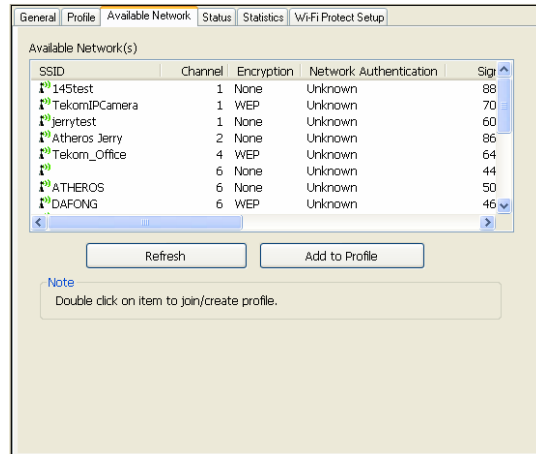 General Profile Available Network Status Statistics Wi-Fi Protect Setup
Available Network(s)
SSID Channel Encryption Network Authentication Sigr
145test 1 None Unknown 88
TekomIPCamera 1 WEP Unknown 70
jerrytest 1 None Unknown 60
Atheros Jerry 2 None Unknown 86
Tekom_Office 4 WEP Unknown 64
6 None Unknown 44
ATHEROS 6 None Unknown 50
DAFONG 6 WEP Unknown 46
Refresh Add to Profile
Note
Double click on item to join/create profile.